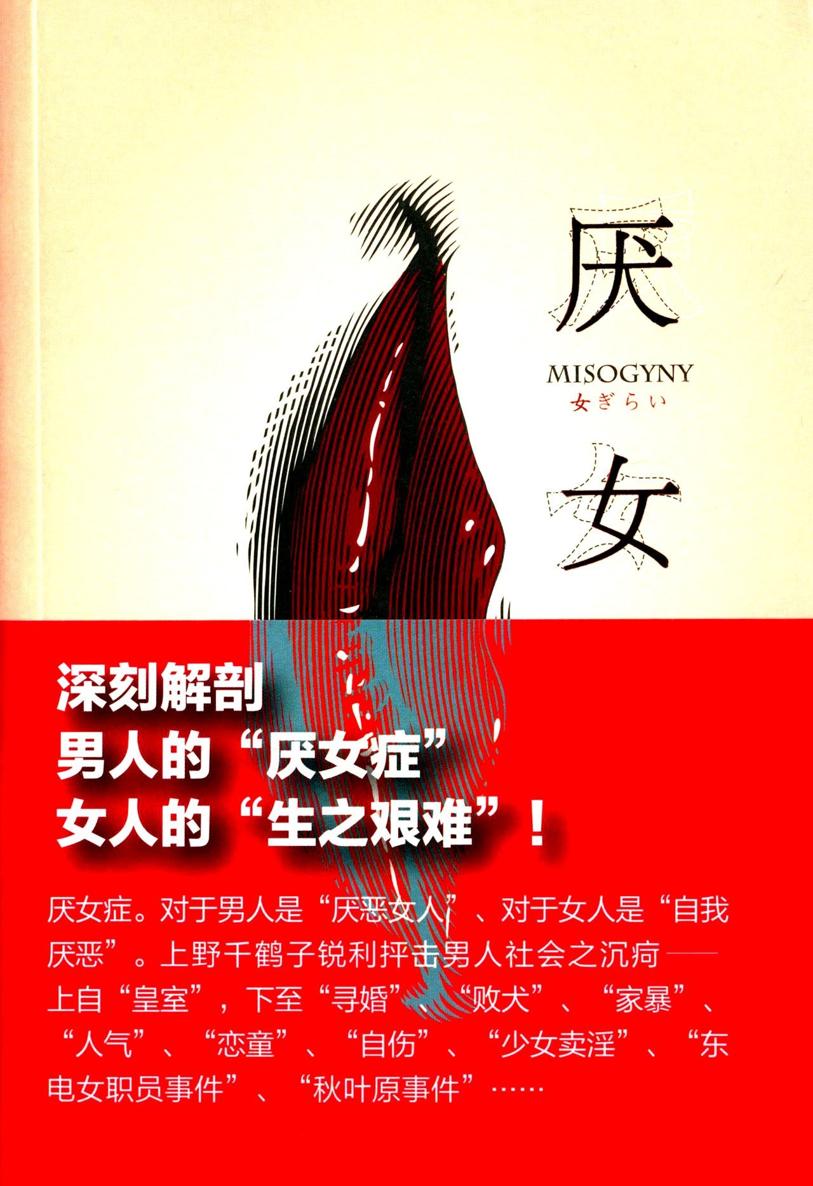 厌
MISOGYNY
女ぎらい
女
深刻解剖
男人的“厌女症”
女人的“生之艰难”！
厌女症。对于男人是“厌恶女人”、对于女人是“自我
厌恶”。上野千鹤子锐利抨击男人社会之沉疴——
上自“皇室”，下至“寻婚”、“败犬”、“家暴”、
“人气”、“恋童”、“自伤”、“少女卖淫”、“东
电女职员事件”、“秋叶原事件”……